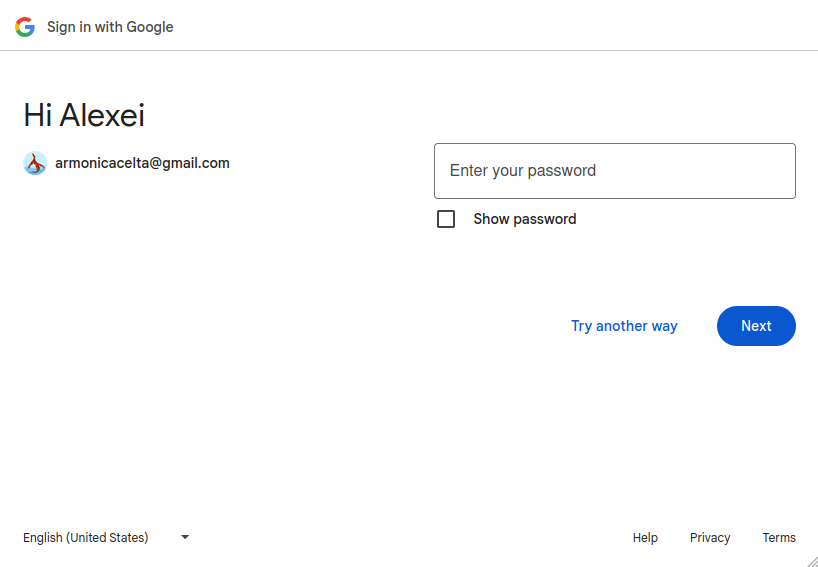 Sign in with Google
Hi Alexei
armonicacelta@gmail.com
Enter your password
Show password
Try another way
Next
English (United States)
Help
Privacy
Terms